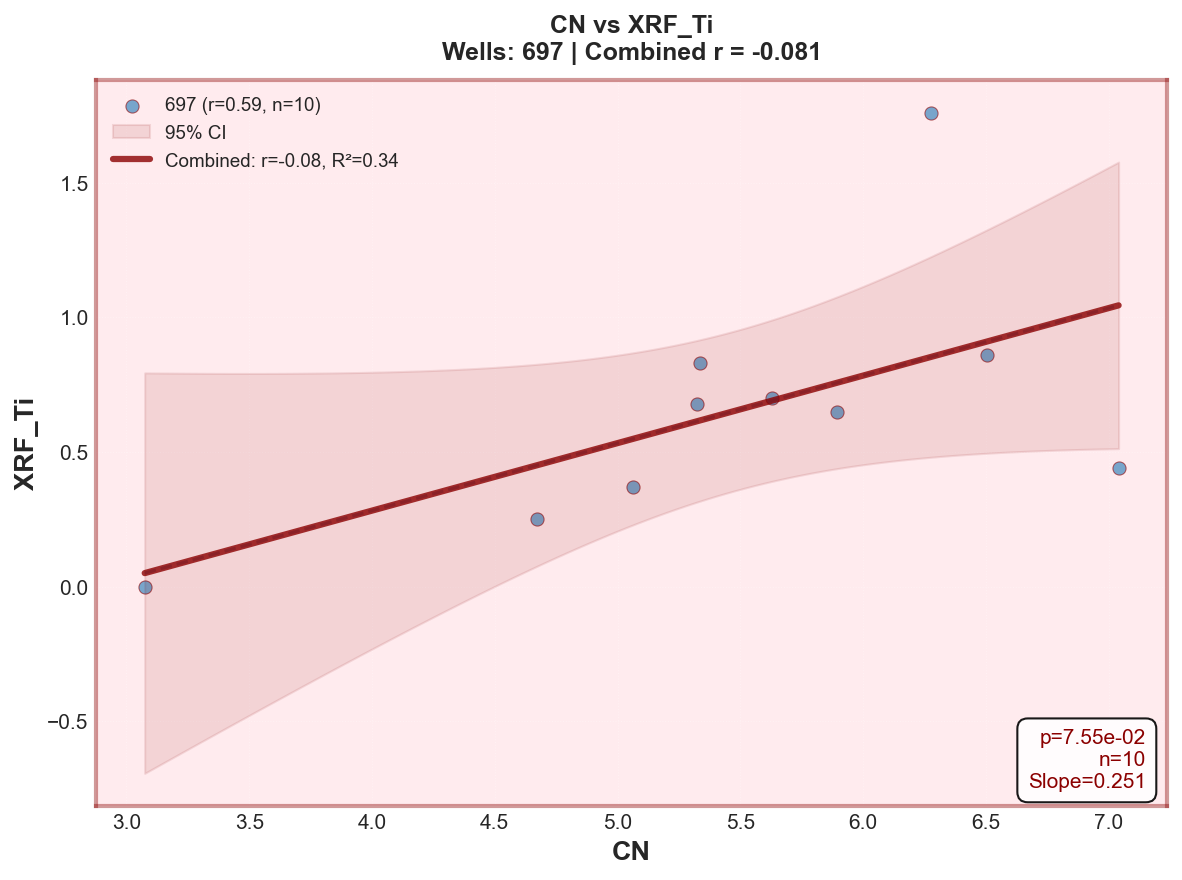 CN vs XRF_Ti
Wells: 697 | Combined r = -0.081
697 (r=0.59, n=10)
95% CI
Combined: r=-0.08, R²=0.34
XRF_Ti
1.5
1.0
0.5
0.0
−0.5
p=7.55e-02
n=10
Slope=0.251
3.0 3.5 4.0 4.5 5.0 5.5 6.0 6.5 7.0
CN